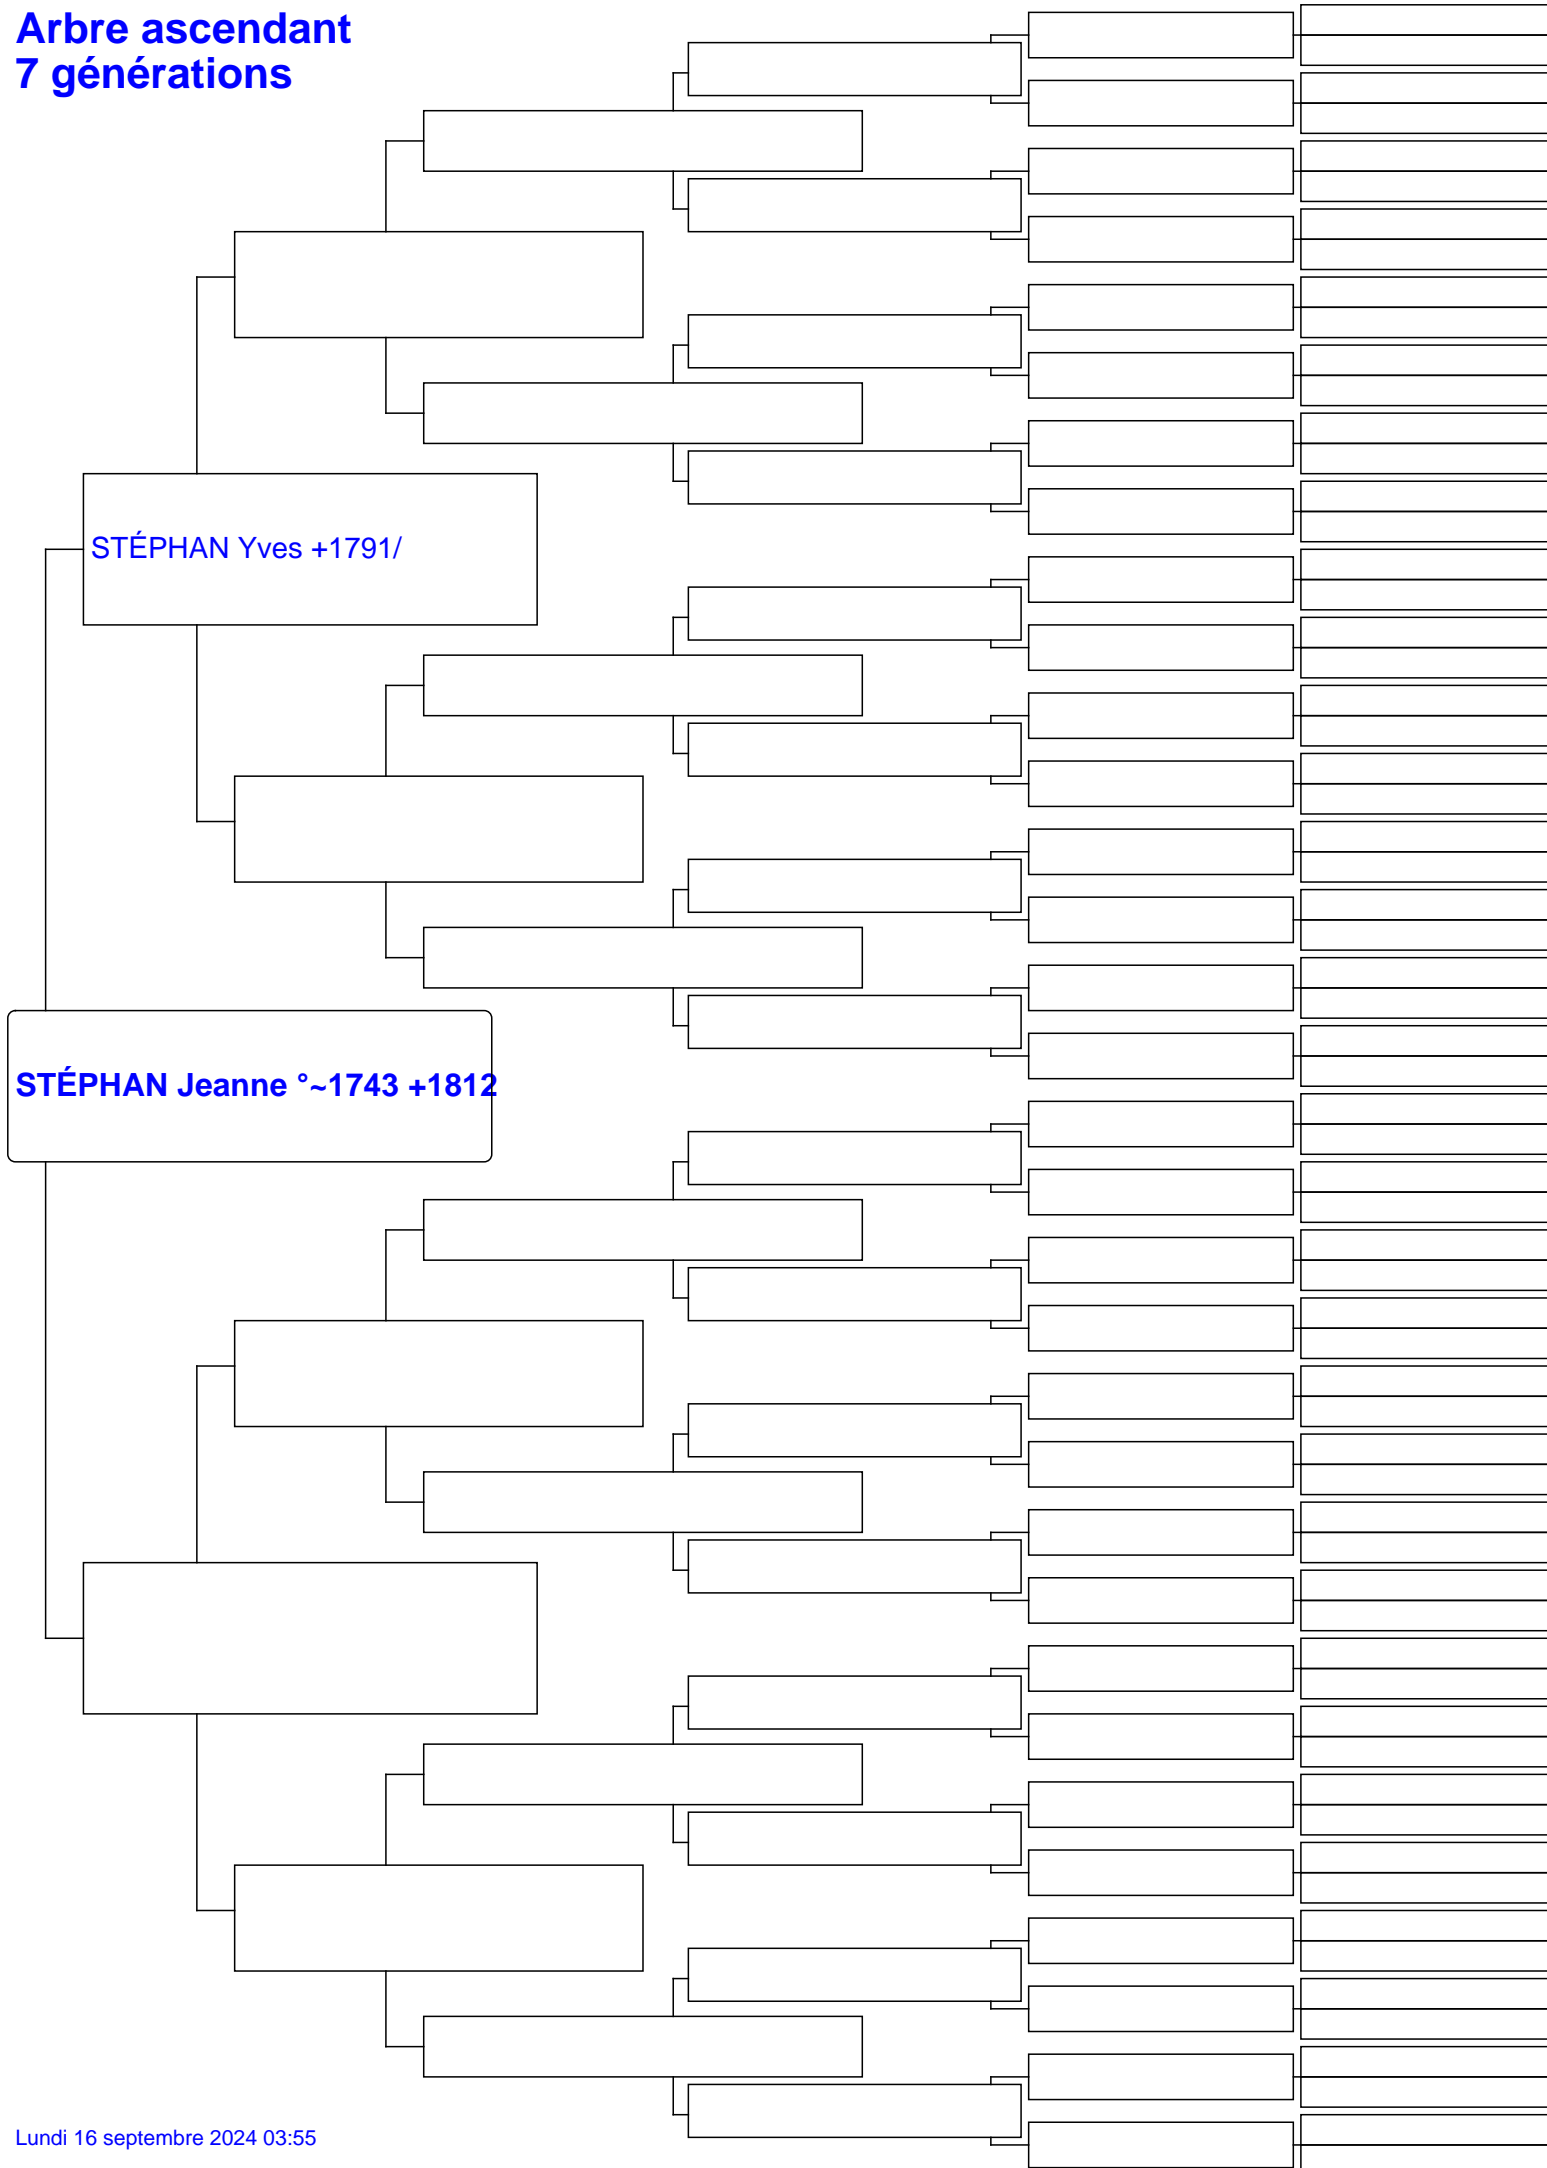 Arbre ascendant
7 générations
STÉPHAN Yves +1791/
STÉPHAN Jeanne °~1743 +1812
Lundi 16 septembre 2024 03:55